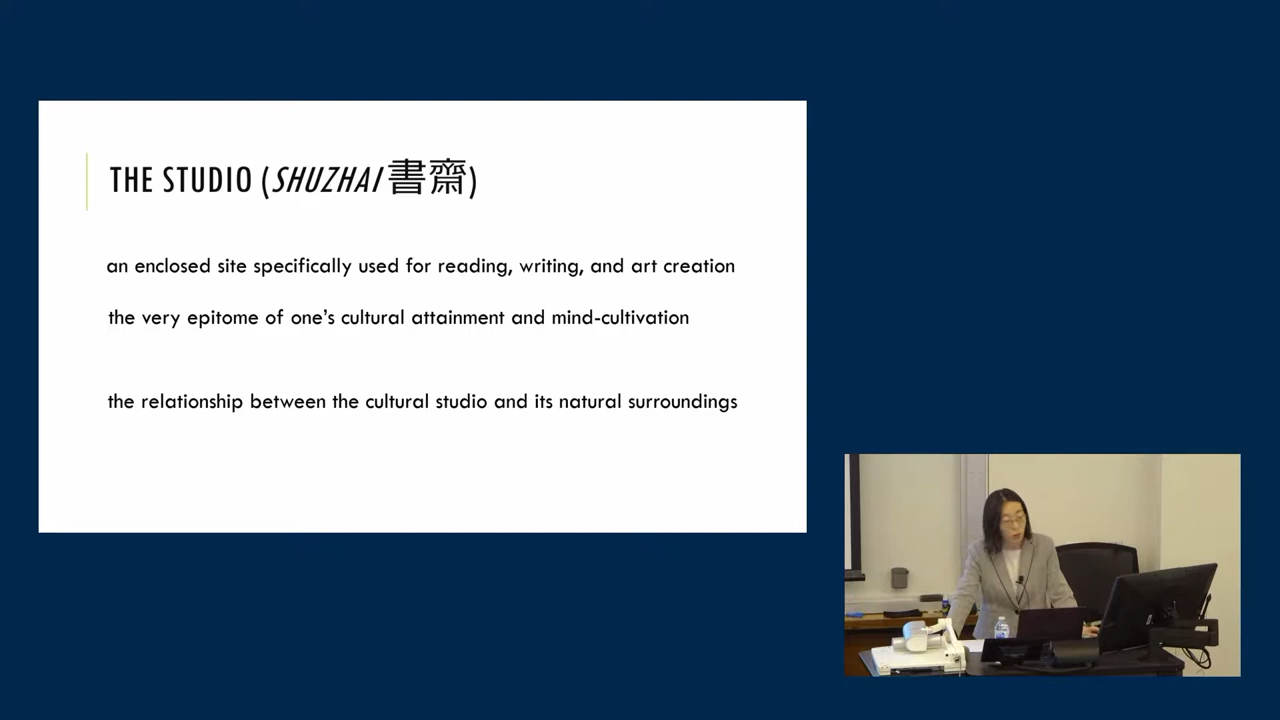 THE STUDIO (SHUZHAI 書齋)
an enclosed site specifically used for reading, writing, and art creation
the very epitome of one’s cultural attainment and mind-cultivation
the relationship between the cultural studio and its natural surroundings